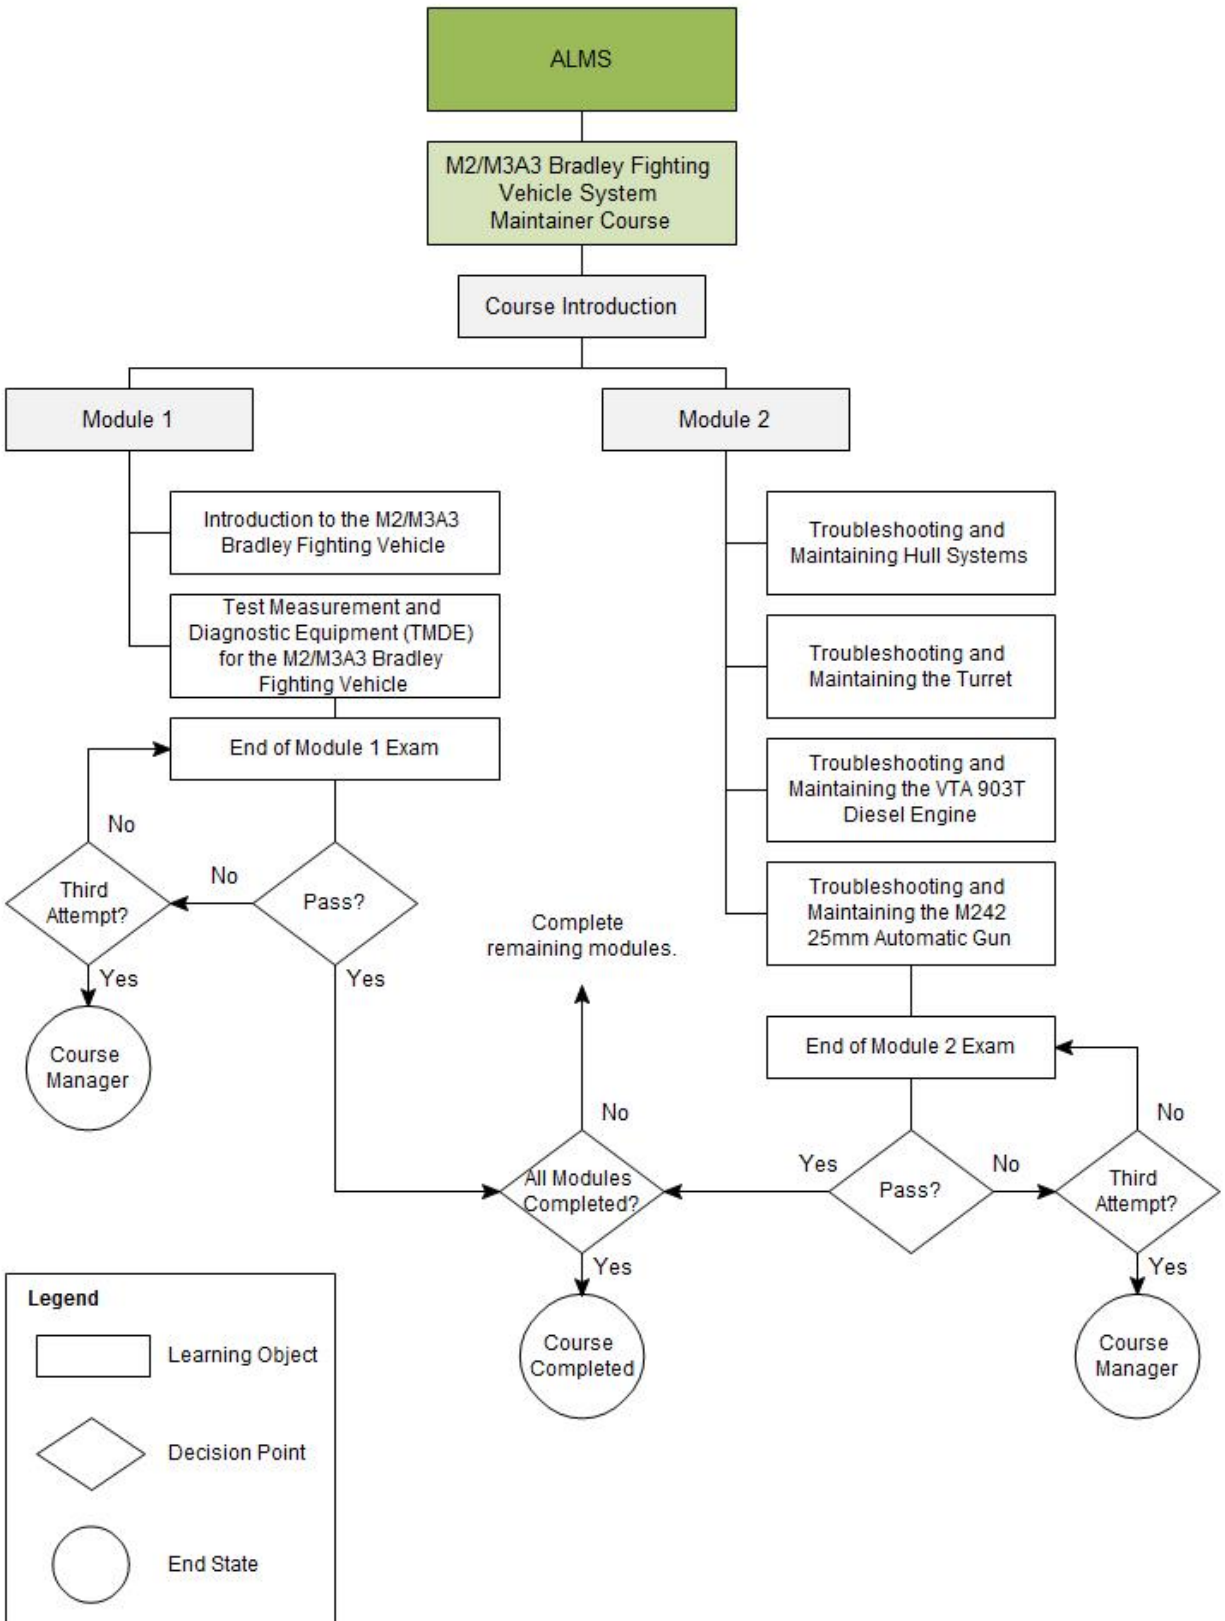 ALMS
M2/M3A3 Bradley Fighting
Vehicle System
Maintainer Course
Course Introduction
Module 1
Module 2
Introduction to the M2/M3A3
Bradley Fighting Vehicle
Test Measurement and
Diagnostic Equipment (TMDE)
for the M2/M3A3 Bradley
Fighting Vehicle
End of Module 1 Exam
No
Third
Attempt?
No
Pass?
Yes
Yes
Course
Manager
Troubleshooting and
Maintaining Hull Systems
Troubleshooting and
Maintaining the Turret
Troubleshooting and
Maintaining the VTA 903T
Diesel Engine
Troubleshooting and
Maintaining the M242
25mm Automatic Gun
Complete
remaining modules.
End of Module 2 Exam
No
No
All Modules
Completed?
Yes
Pass?
No
Third
Attempt?
Yes
Yes
Course
Completed
Course
Manager
Legend
Learning Object
Decision Point
End State